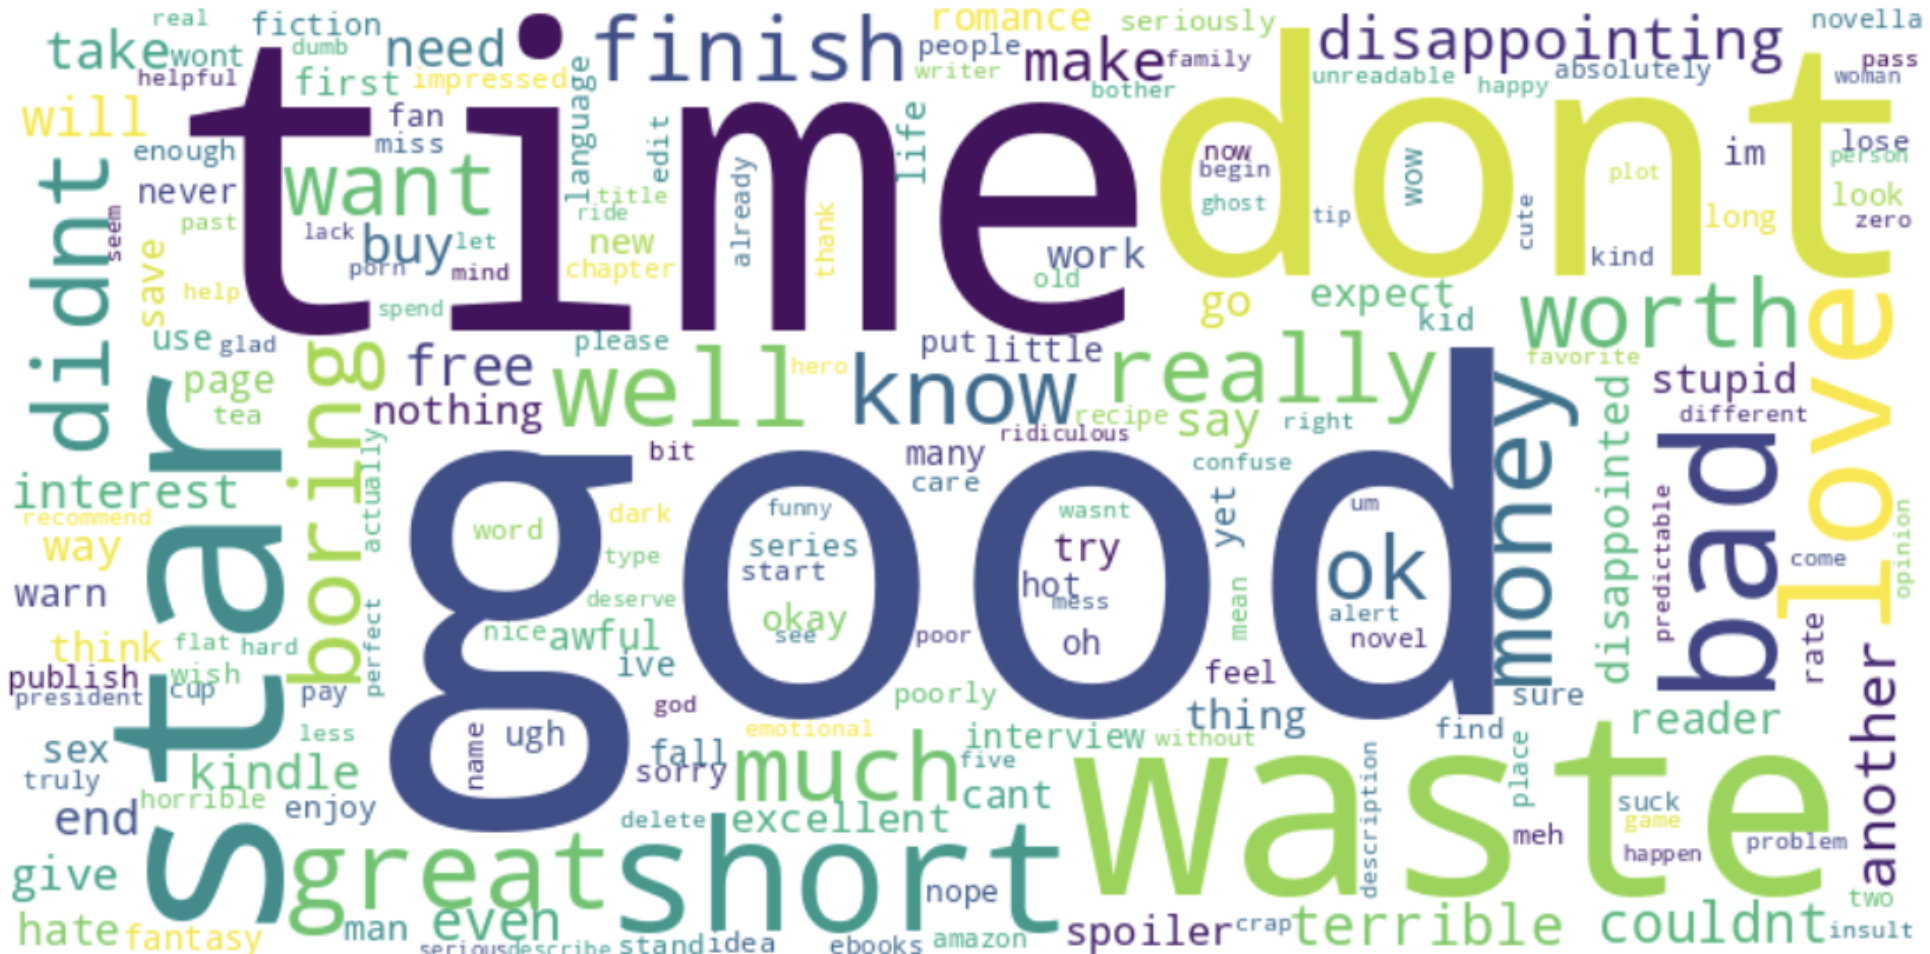 real
fiction
romance
seriously
novella
take
wont
dumb
need
finish
people
make
family
disappointing
helpful
first
impressed
writer
bother
unreadable
absolutely
happy
woman
pass
will
time
dont
fan
miss
language
edit
life
enough
never
want
already
title
ride
now
begin
ghost
wow
plot
im
lose
person
look
zero
didnt
seem
past
save
help
lack
buy
let
porn
mind
new
chapter
thank
work
old
tip
cute
kind
long
spend
go
expect
kid
worth
love
use
glad
page
tea
boring
free
nothing
please
well
hero
know
put
little
really
recipe
say
right
ridiculous
favorite
stupid
different
money
disappointed
predictable
bad
star
interest
recommend
way
warn
actually
good
bit
many
care
confuse
yet
word
dark
type
deserve
funny
series
start
okay
see
wasnt
try
hot
mess
oh
mean
um
ok
alert
novel
come
opinion
rate
think
flat
hard
publish
president
wish
cup
pay
perfect
nice
awful
ive
poor
feel
poorly
god
thing
sure
find
reader
another
sex
truly
kindle
less
horrible
end
enjoy
name
ugh
fall
sorry
emotional
much
interview
without
five
cant
waste
description
place
suck
game
meh
happen
problem
give
hate
fantasy
great
man
even
delete
excellent
short
nope
serious
describe
stand
idea
ebooks
amazon
spoiler
crap
terrible
couldnt
two
insult